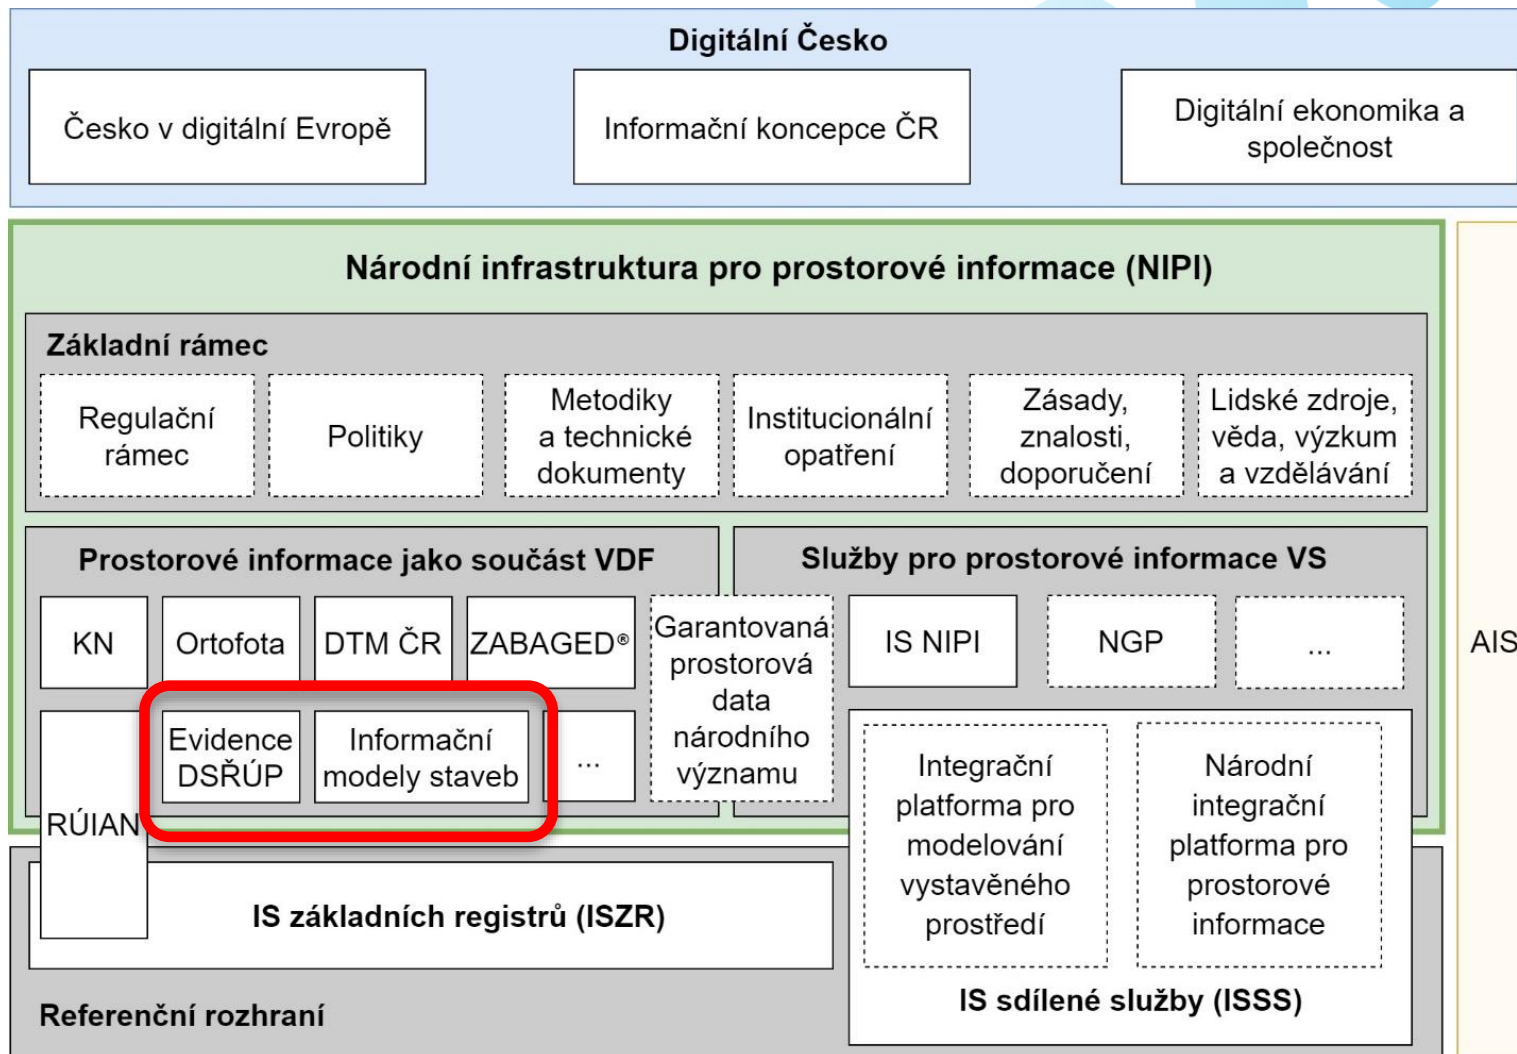 Digitální Česko
Česko v digitální Evropě
Informační koncepce ČR
Digitální ekonomika a
společnost
Národní infrastruktura pro prostorové informace (NIPI)
Základní rámec
Regulační
rámec
Politiky
Metodiky
a technické
dokumenty
Institucionální
opatření
Zásady,
znalosti,
doporučení
Lidské zdroje,
věda, výzkum
a vzdělávání
Prostorové informace jako součást VDF
KN
Ortofota
DTM ČR
ZABAGED®
RÚIAN
Evidence
DSŘÚP
Informační
modely staveb
...
Garantovaná
prostorová
data
národního
významu
Služby pro prostorové informace VS
IS NIPI
NGP
...
Integrační
platforma pro
modelování
vystavěného
prostředí
Národní
integrační
platforma pro
prostorové
informace
IS sdílené služby (ISSS)
IS základních registrů (ISZR)
Referenční rozhraní
AIS